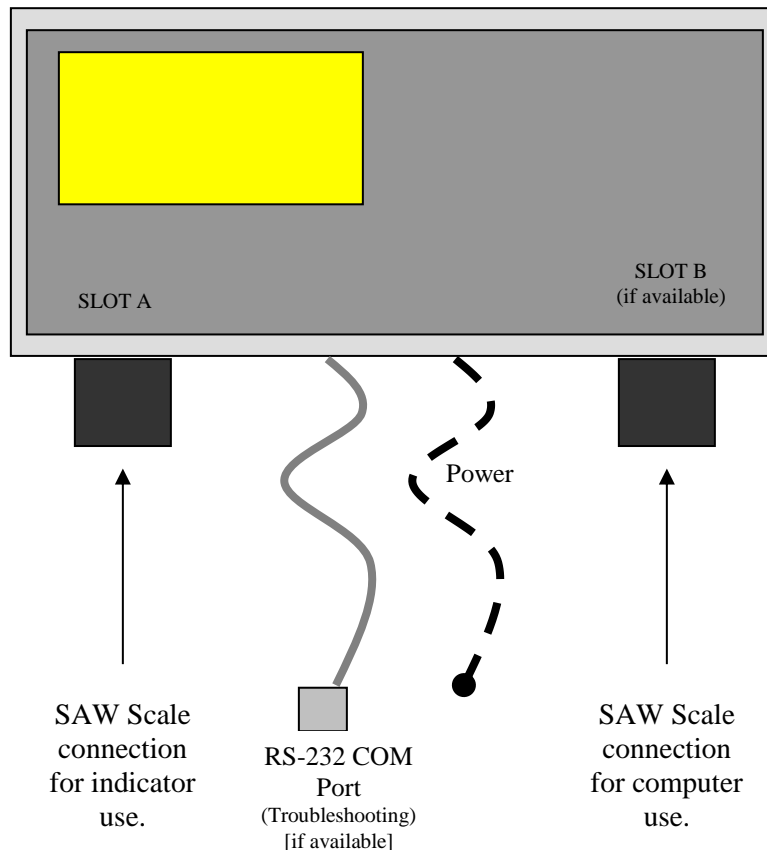 SLOT A
SLOT B
(if available)
Power
SAW Scale
connection
for indicator
use.
RS-232 COM
Port
(Troubleshooting)
[if available]
SAW Scale
connection
for computer
use.